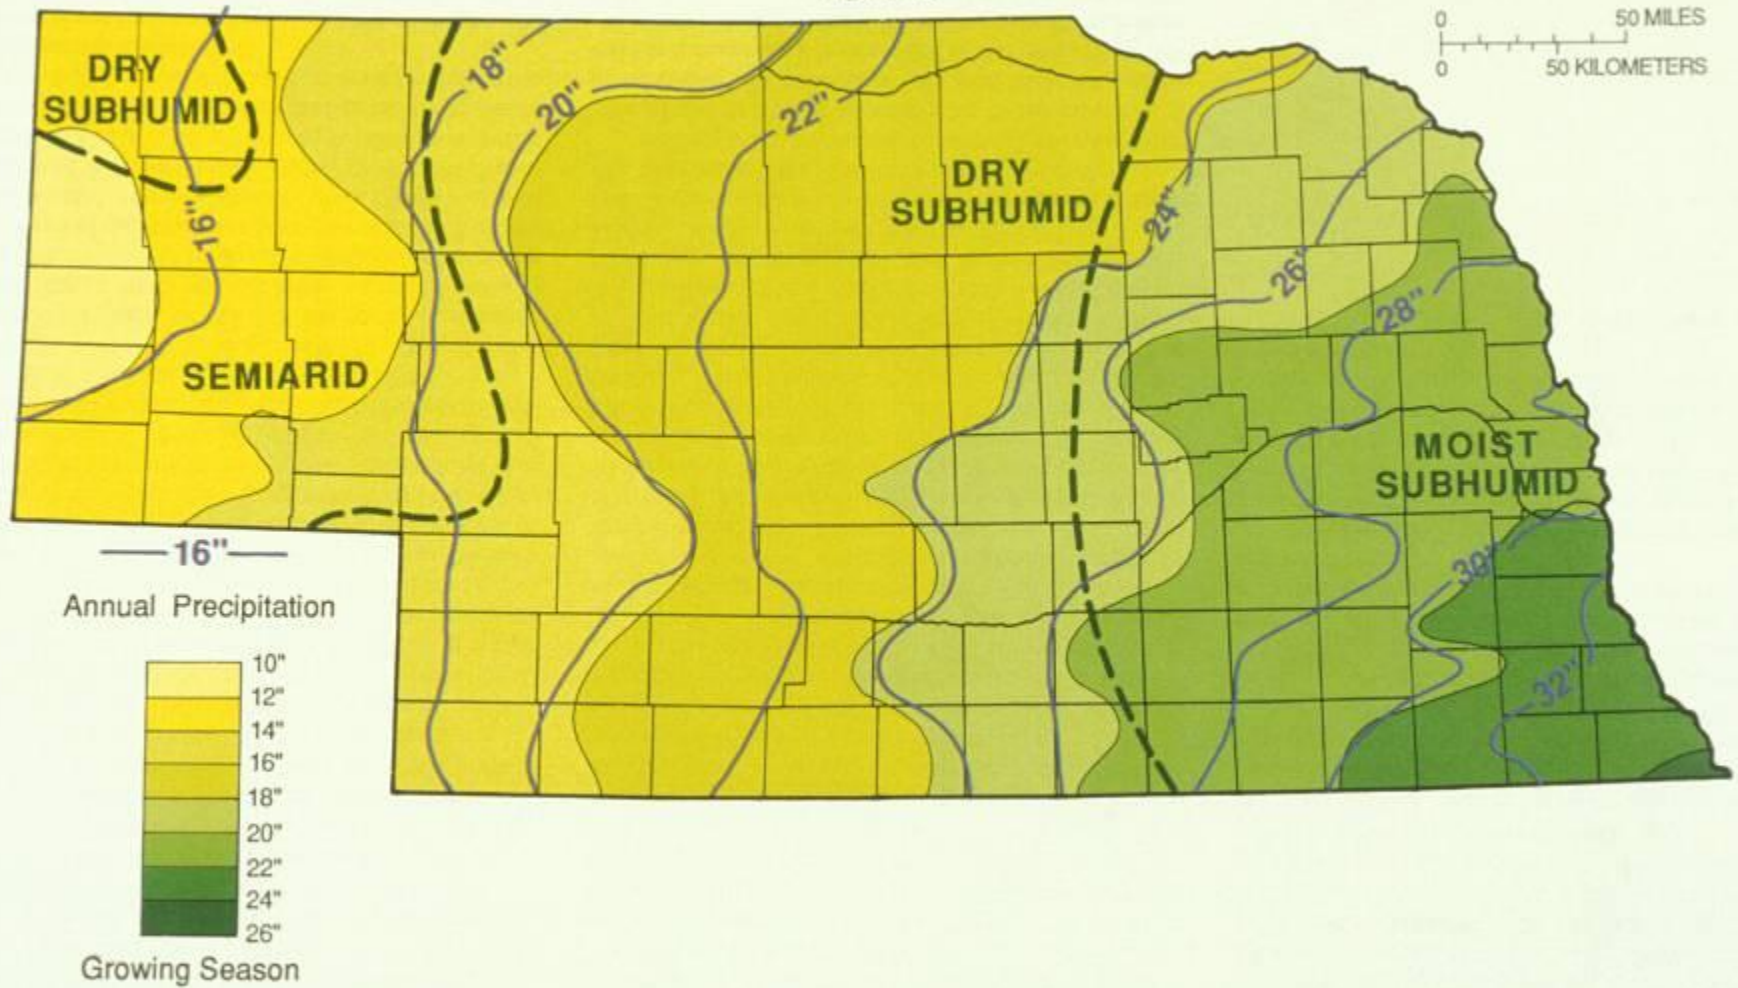 0 50 MILES
0 50 KILOMETERS
DRY
SUBHUMID
18"
20"
22"
DRY
SUBHUMID
24"
16"
26"
28"
SEMIARID
MOIST
SUBHUMID
16"
30"
32"
Annual Precipitation
10"
12"
14"
16"
18"
20"
22"
24"
26"
Growing Season